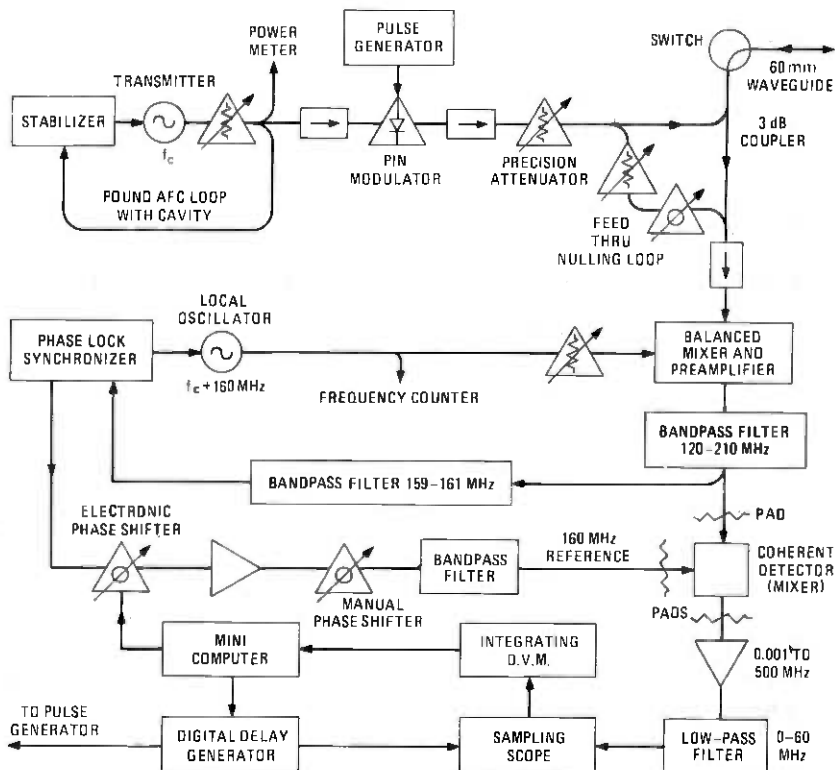 POWER
METER
PULSE
GENERATOR
SWITCH
60 mm
WAVEGUIDE
TRANSMITTER
STABILIZER
fc
3 dB
COUPLER
PIN
MODULATOR
PRECISION
ATTENUATOR
POUND AFC LOOP
WITH CAVITY
FEED
THRU
NULLING LOOP
LOCAL
OSCILLATOR
PHASE LOCK
SYNCHRONIZER
BALANCED
MIXER AND
PREAMPLIFIER
fc + 160 MHz
FREQUENCY COUNTER
BANDPASS FILTER
120-210 MHz
BANDPASS FILTER 159-161 MHz
ELECTRONIC
PHASE SHIFTER
PAD
160 MHz
REFERENCE
BANDPASS
FILTER
COHERENT
DETECTOR
(MIXER)
MANUAL
PHASE SHIFTER
PADS
MINI
COMPUTER
INTEGRATING
D.V.M.
0.001 TO
500 MHz
TO PULSE
GENERATOR
DIGITAL DELAY
GENERATOR
SAMPLING
SCOPE
LOW-PASS
FILTER
0-60
MHz